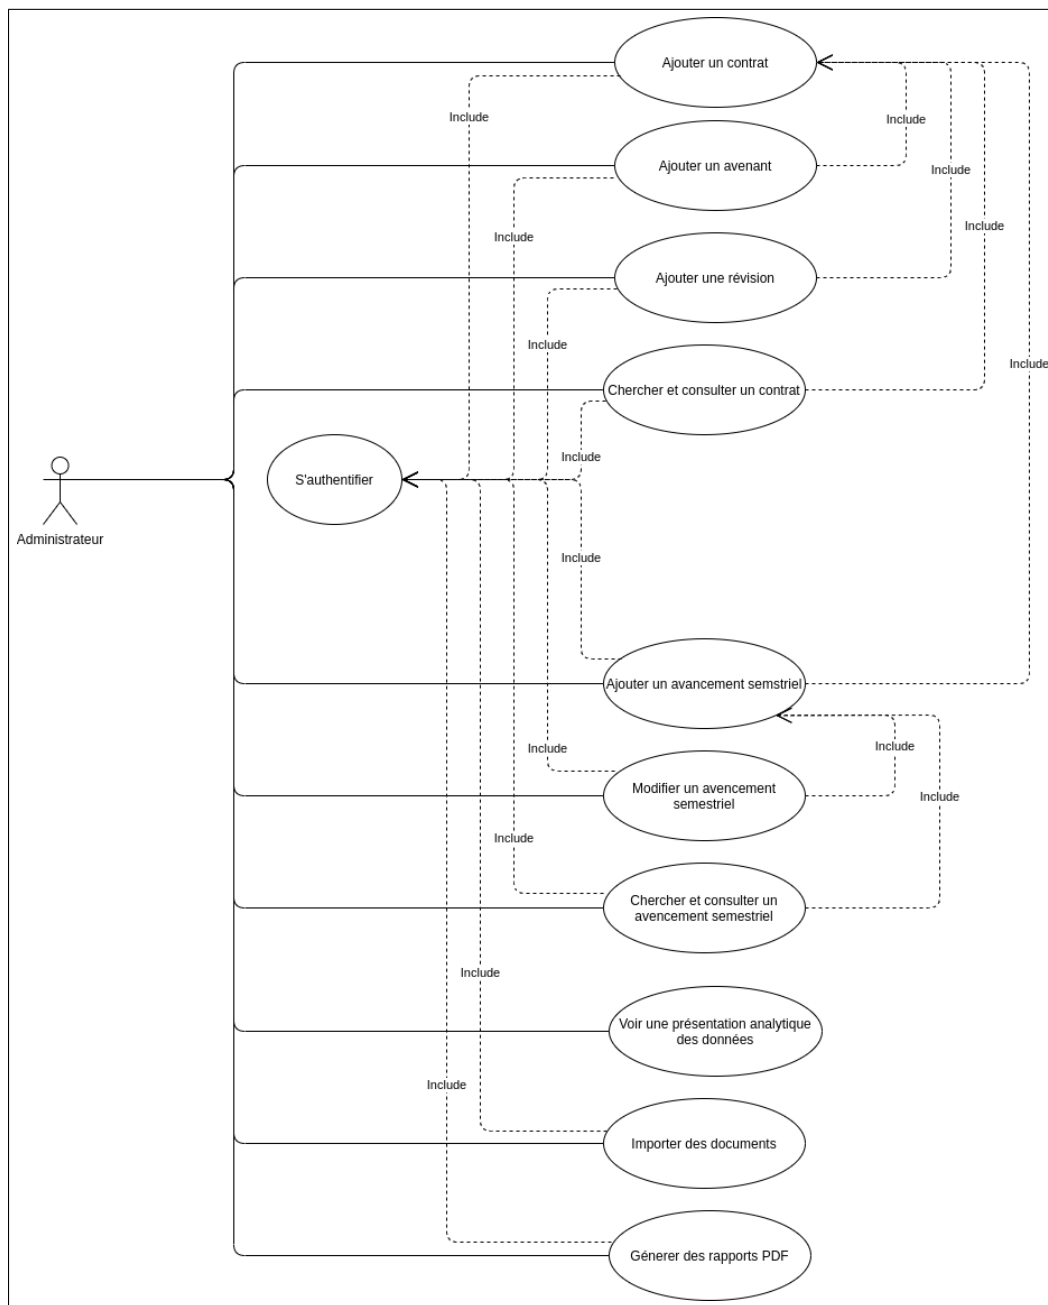 Ajouter un contrat
Include
Include
Ajouter un avenant
Include
Include
Include
Ajouter une révision
Include
Include
Chercher et consulter un contrat
Include
S'authentifier
Administrateur
Include
Ajouter un avancement semstriel
Include
Include
Modifier un avencement
semestriel
Include
Include
Chercher et consulter un
avencement semestriel
Include
Voir une présentation analytique
des données
Include
Importer des documents
Génerer des rapports PDF